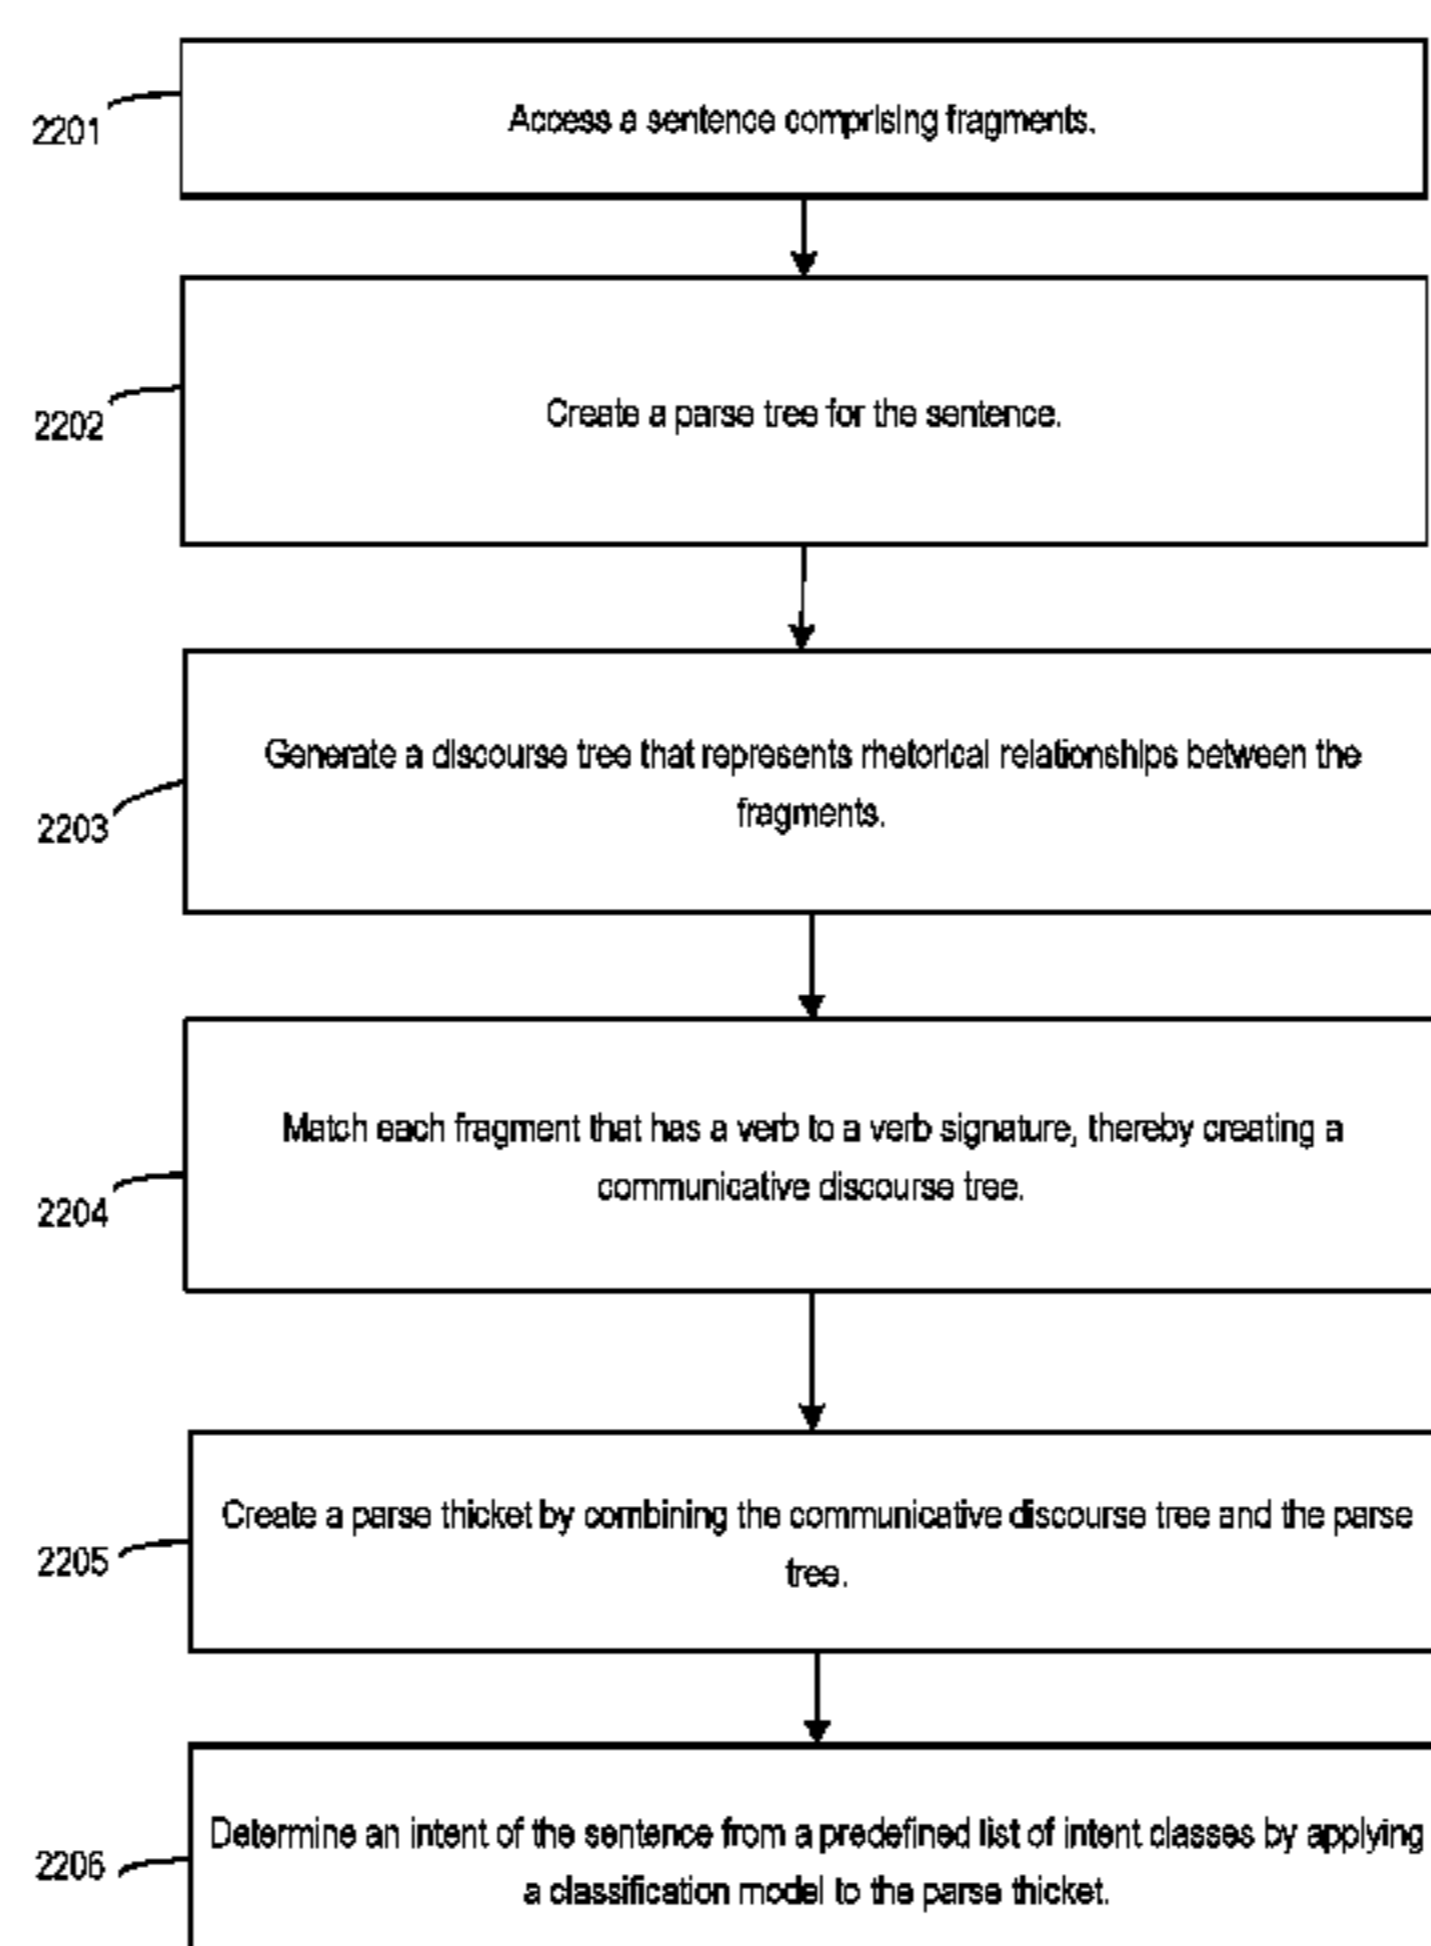 2201
Access a sentence comprising fragments.
2202
Create a parse tree for the sentence.
Generate a discourse tree that represents rhetorical relationships between the
fragments.
2203
Match each fragment that has a verb to a verb signature, thereby creating a
communicative discourse tree.
2204
Create a parse thicket by combining the communicative discourse tree and the parse
tree.
2205
Determine an intent of the sentence from a predefined list of intent classes by applying
a classification model to the parse thicket.
2206